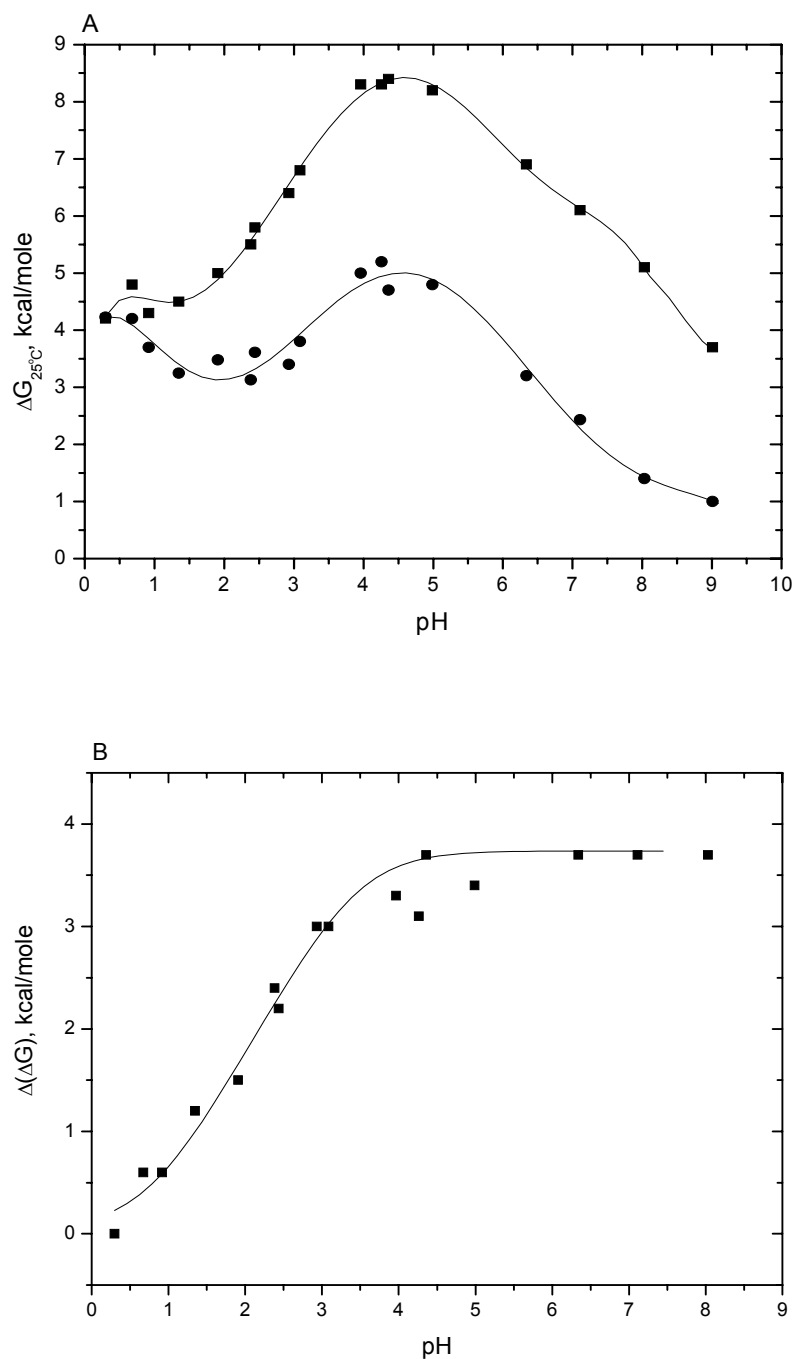 A
9
8
7
6
5
4
3
2
1
0
ΔG25°C, kcal/mole
0 1 2 3 4 5 6 7 8 9 10
pH
B
4
3
2
1
0
Δ(ΔG), kcal/mole
0 1 2 3 4 5 6 7 8 9
pH